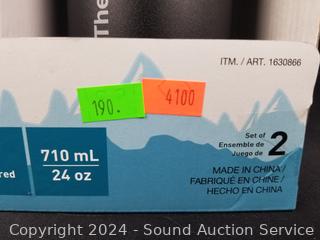 The
ITM. / ART. 1630866
190.
4100
710 mL
24 oz
red
Set of
Ensemble de
Juego de
2
MADE IN CHINA /
FABRIQUÉ EN CHINE /
HECHO EN CHINA
Copyright 2024 - Sound Auction Service